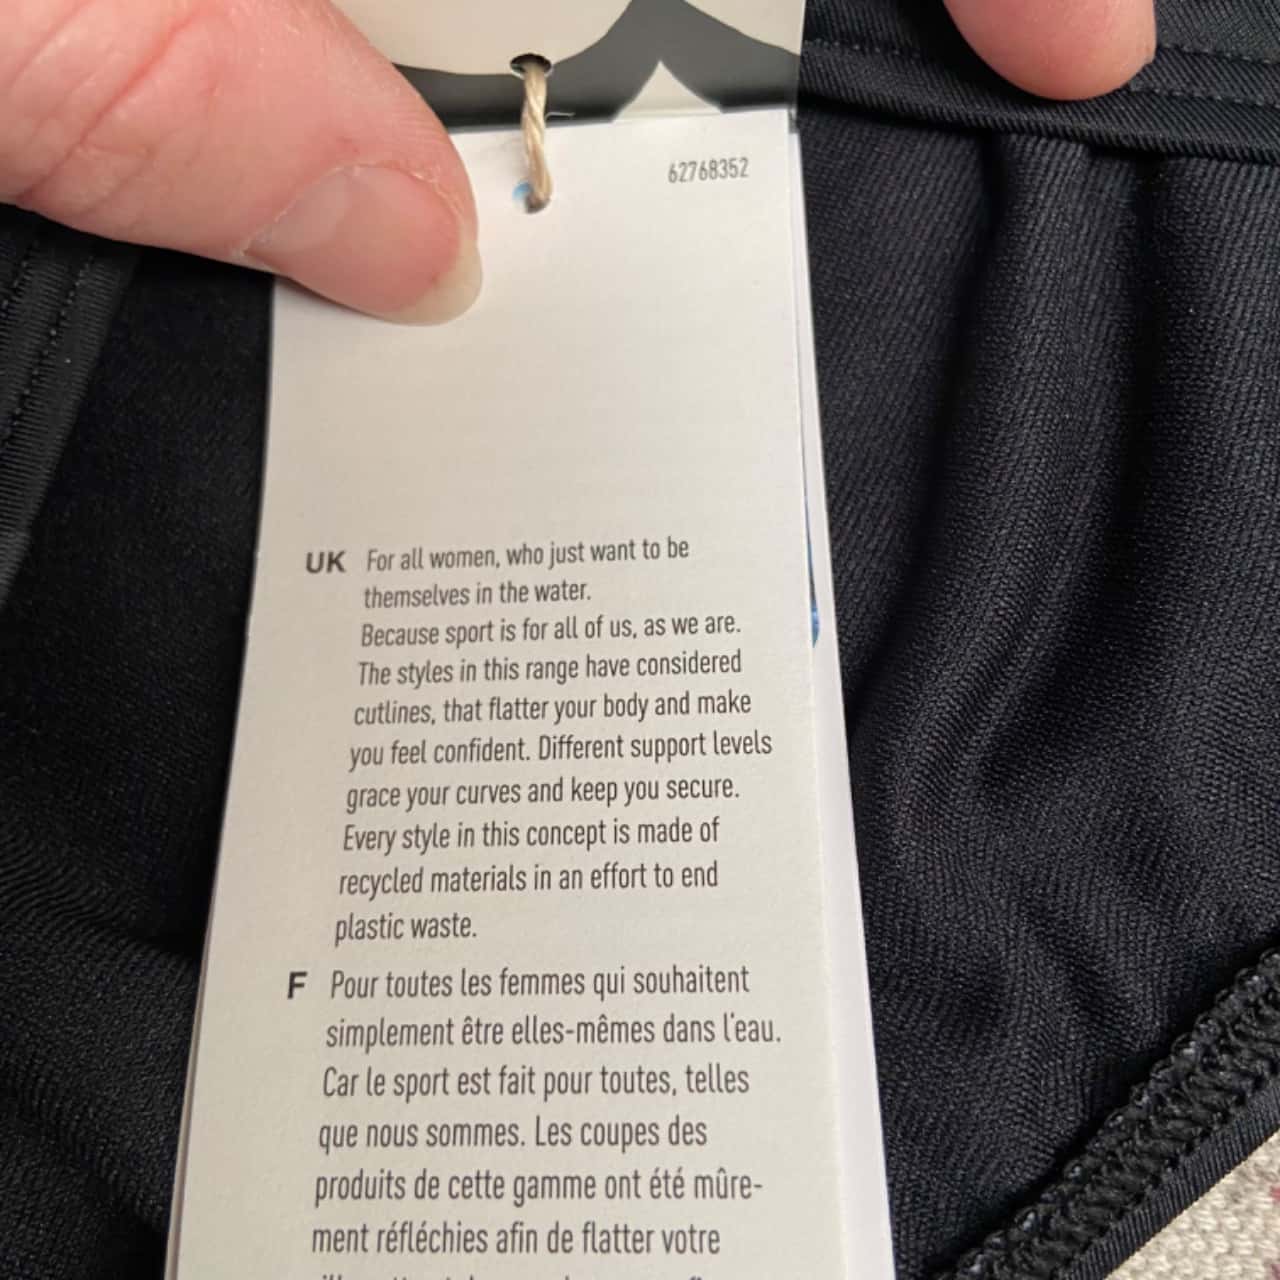 62768352
UK For all women, who just want to be
themselves in the water.
Because sport is for all of us, as we are.
The styles in this range have considered
cutlines, that flatter your body and make
you feel confident. Different support levels
grace your curves and keep you secure.
Every style in this concept is made of
recycled materials in an effort to end
plastic waste.
F Pour toutes les femmes qui souhaitent
simplement être elles-mêmes dans l'eau.
Car le sport est fait pour toutes, telles
que nous sommes. Les coupes des
produits de cette gamme ont été mûre-
ment réfléchies afin de flatter votre